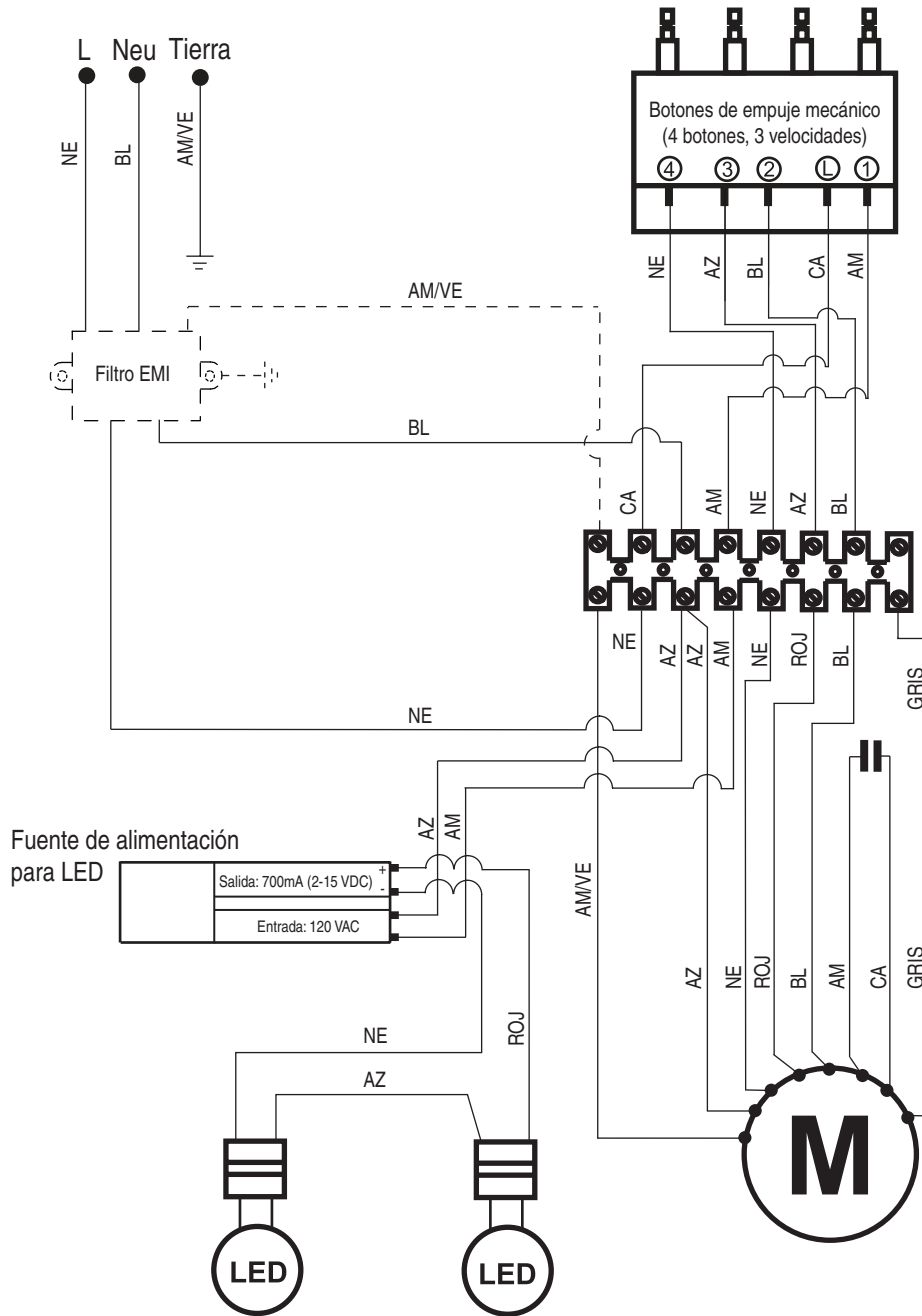 L Neu Tierra
NE
BL
AM/VE
Botones de empuje mecánico
(4 botones, 3 velocidades)
4 3 2 L 1
NE
AZ
BL
CA
AM
AM/VE
Filtro EMI
BL
CA
AM
NE
AZ
BL
NE
AZ
AZ
AM
NE
ROJ
BL
GRIS
NE
Fuente de alimentación
para LED
AZ
AM
Salida: 700mA (2-15 VDC)
+
-
Entrada: 120 VAC
AM/VE
AZ
NE
ROJ
BL
AM
CA
GRIS
NE
ROJ
AZ
M
LED
LED